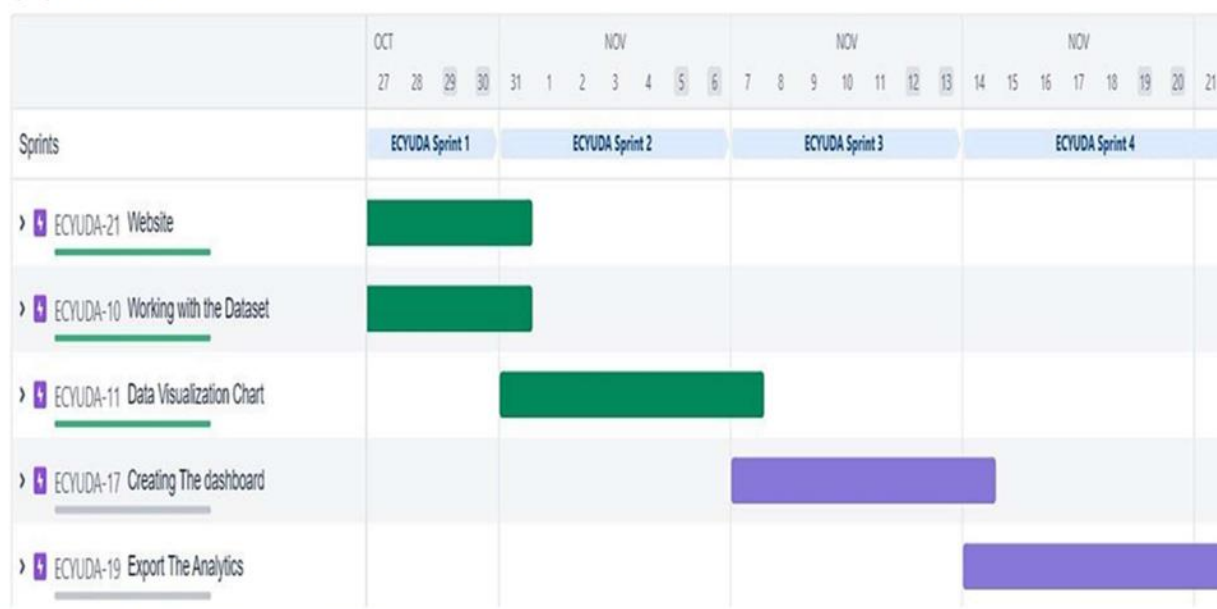 OCT NOV NOV NOV
27 28 29 30 31 1 2 3 4 5 6 7 8 9 10 11 12 13 14 15 16 17 18 19 20 21
Sprints ECYUDA Sprint 1 ECYUDA Sprint 2 ECYUDA Sprint 3 ECYUDA Sprint 4
ECYUDA-21 Website
ECYUDA-10 Working with the Dataset
ECYUDA-11 Data Visualization Chart
ECYUDA-17 Creating The dashboard
ECYUDA-19 Export The Analytics